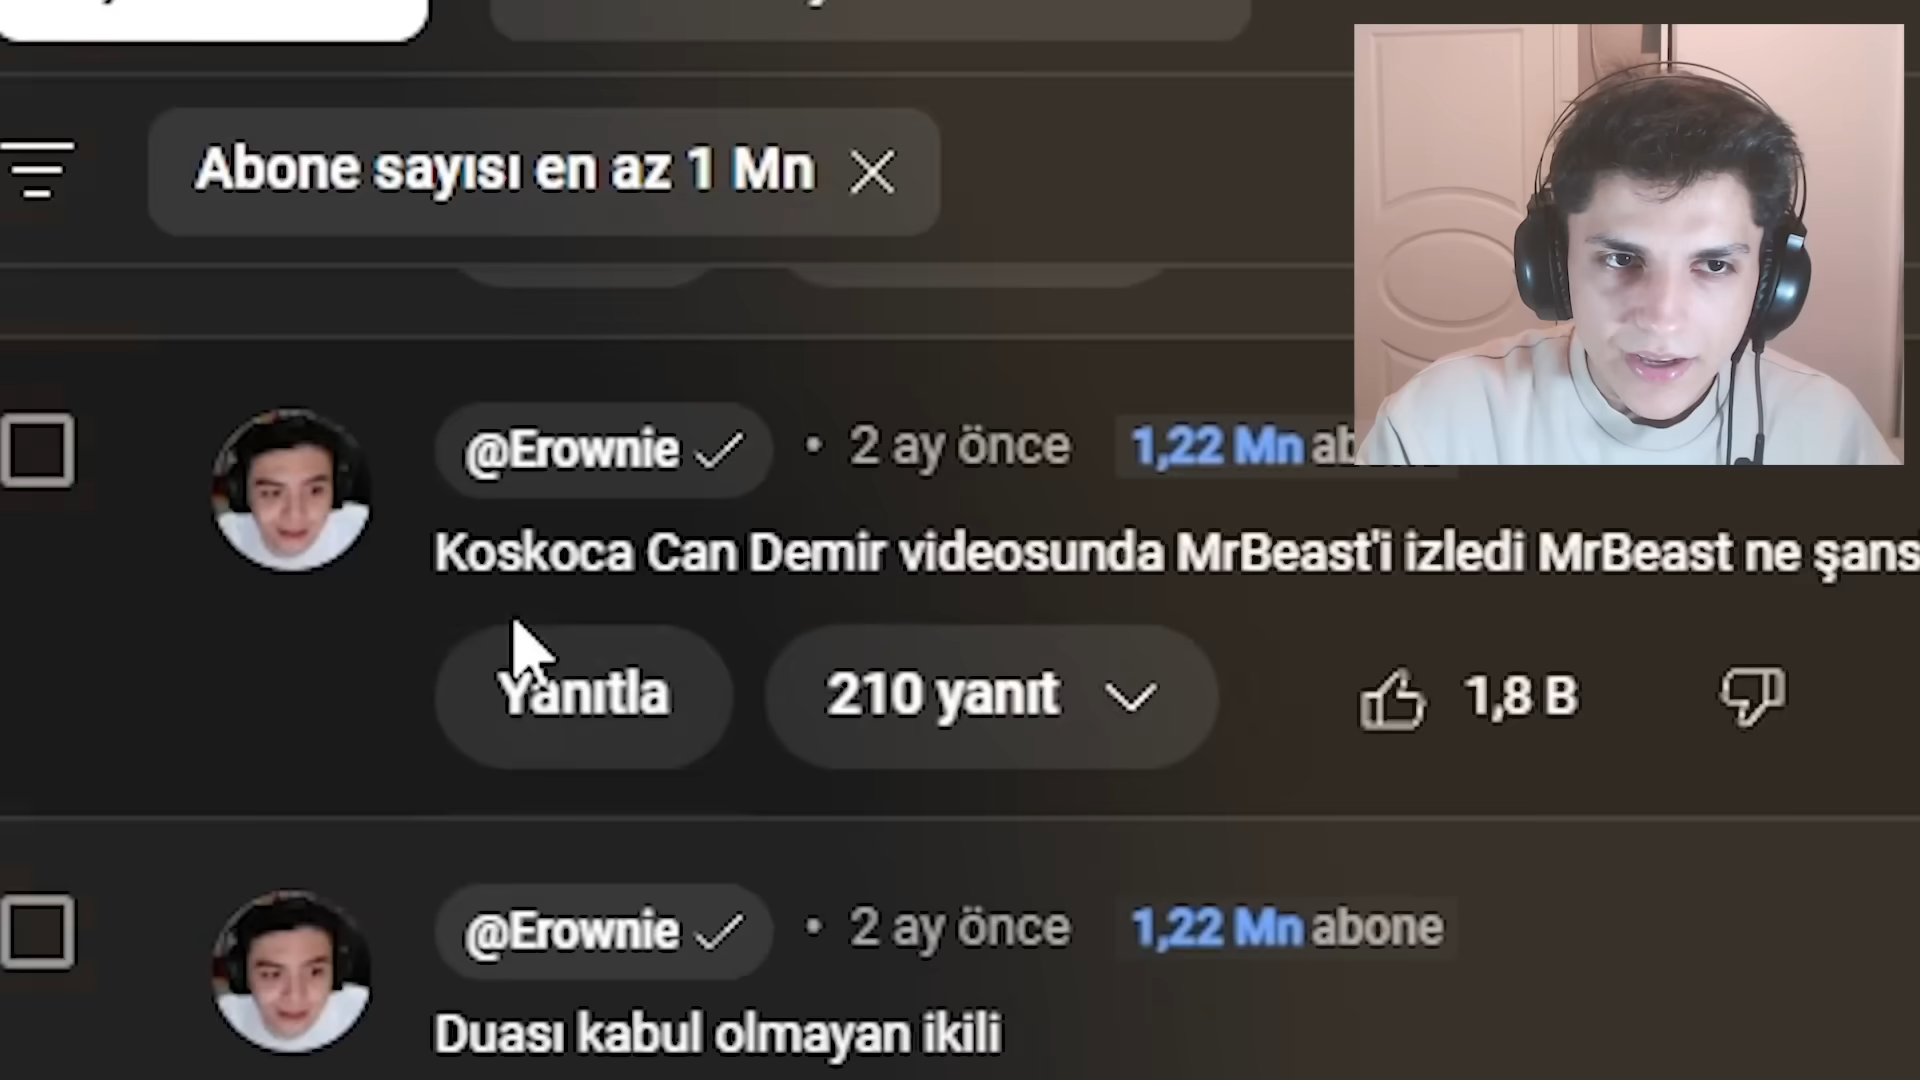 Abone sayısı en az 1 Mn
@Erownie • 2 ay önce 1,22 Mn
Koskoca Can Demir videosunda MrBeast'i izledi MrBeast ne
Yanıtla 210 yanıt 1,8 B
@Erownie • 2 ay önce 1,22 Mn abone
Duası kabul olmayan ikili